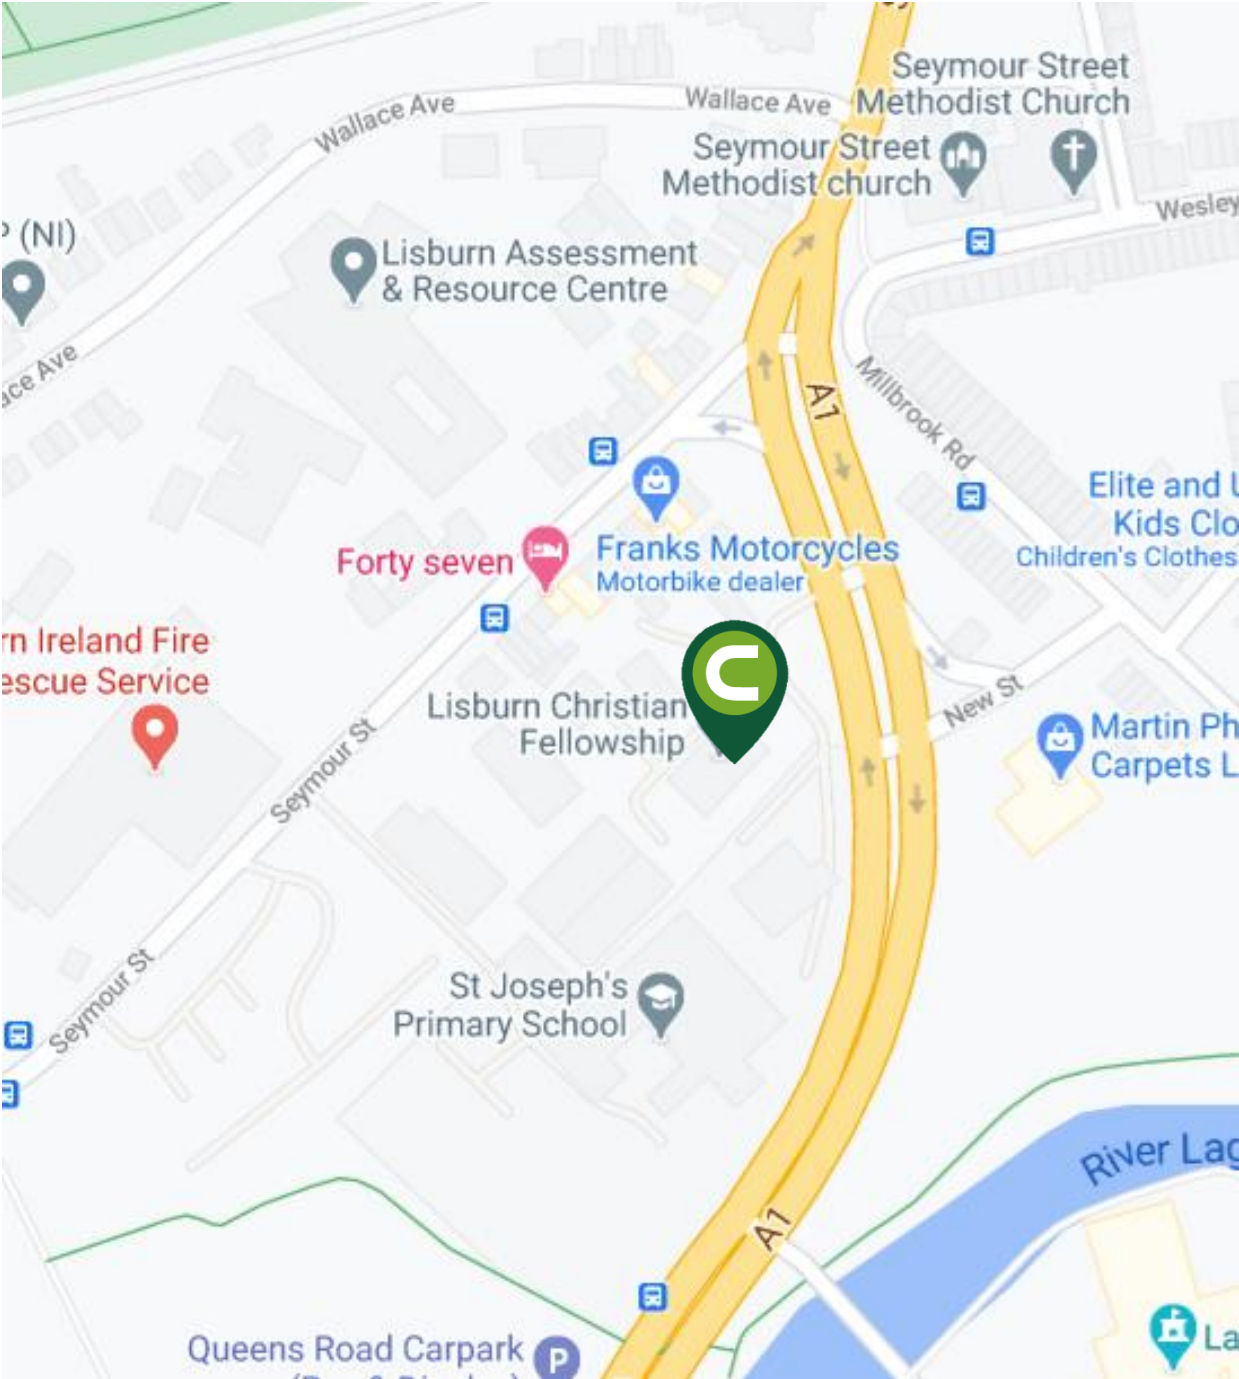 Seymour Street
Methodist Church
Wallace Ave
Wallace Ave
Seymour Street
Methodist church
Wesley
(NI)
Lisburn Assessment
& Resource Centre
ace Ave
Millbrook Rd
A1
Elite and U
Kids Clo
Children's Clothes
Forty seven
Franks Motorcycles
Motorbike dealer
rn Ireland Fire
escue Service
Lisburn Christian
Fellowship
C
New St
Seymour St
Martin Ph
Carpets L
Seymour St
St Joseph's
Primary School
River Lag
A1
Queens Road Carpark
P
La